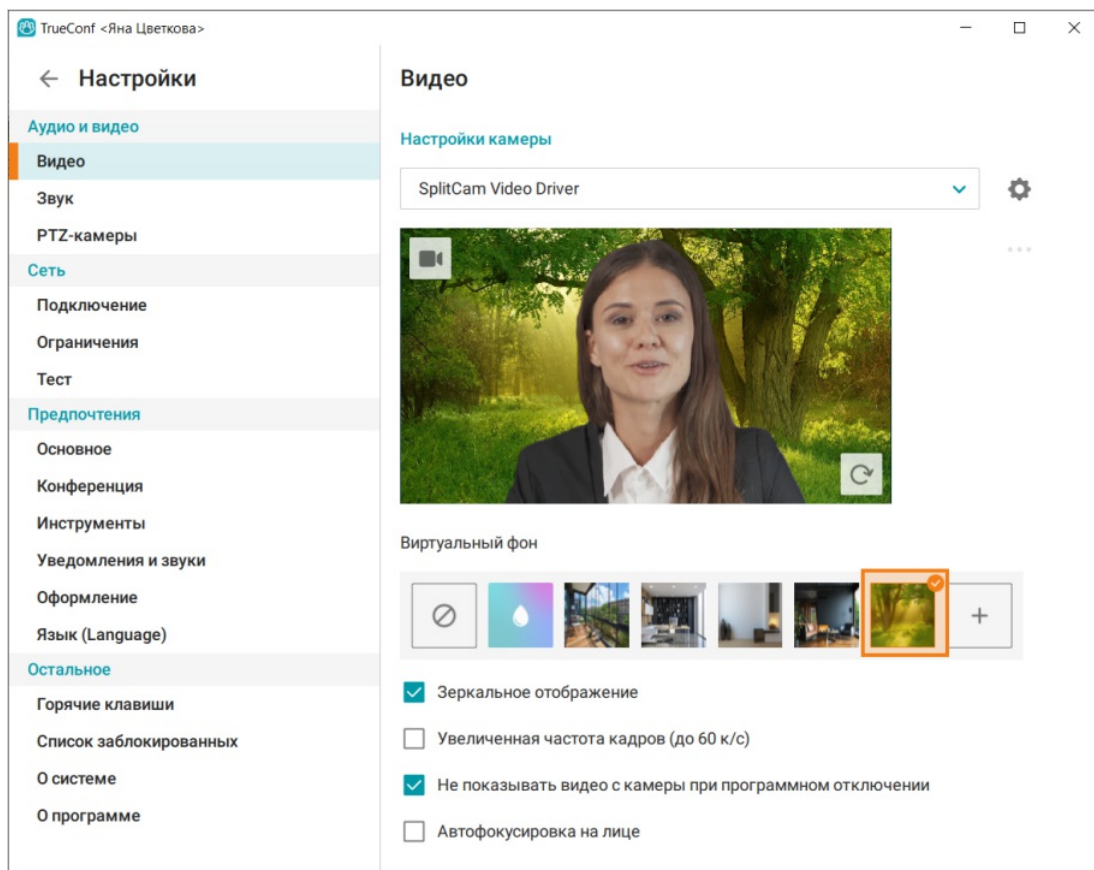 TrueConf <Яна Цветкова>
Настройки
Аудио и видео
Видео
Звук
PTZ-камеры
Сеть
Подключение
Ограничения
Тест
Предпочтения
Основное
Конференция
Инструменты
Уведомления и звуки
Оформление
Язык (Language)
Остальное
Горячие клавиши
Список заблокированных
О системе
О программе
Видео
Настройки камеры
SplitCam Video Driver
Виртуальный фон
Зеркальное отображение
Увеличенная частота кадров (до 60 к/с)
Не показывать видео с камеры при программном отключении
Автофокусировка на лице